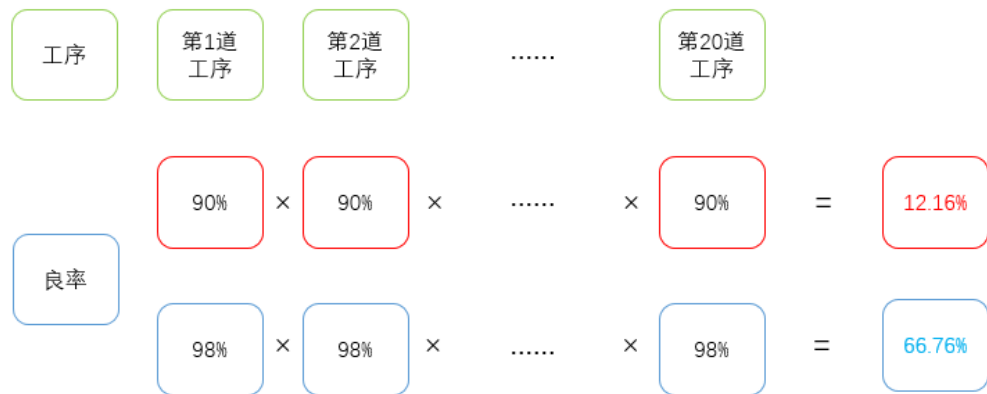 工序
第1道
工序
第2道
工序
......
第20道
工序
良率
90% × 90% × ...... × 90% = 12.16%
98% × 98% × ...... × 98% = 66.76%